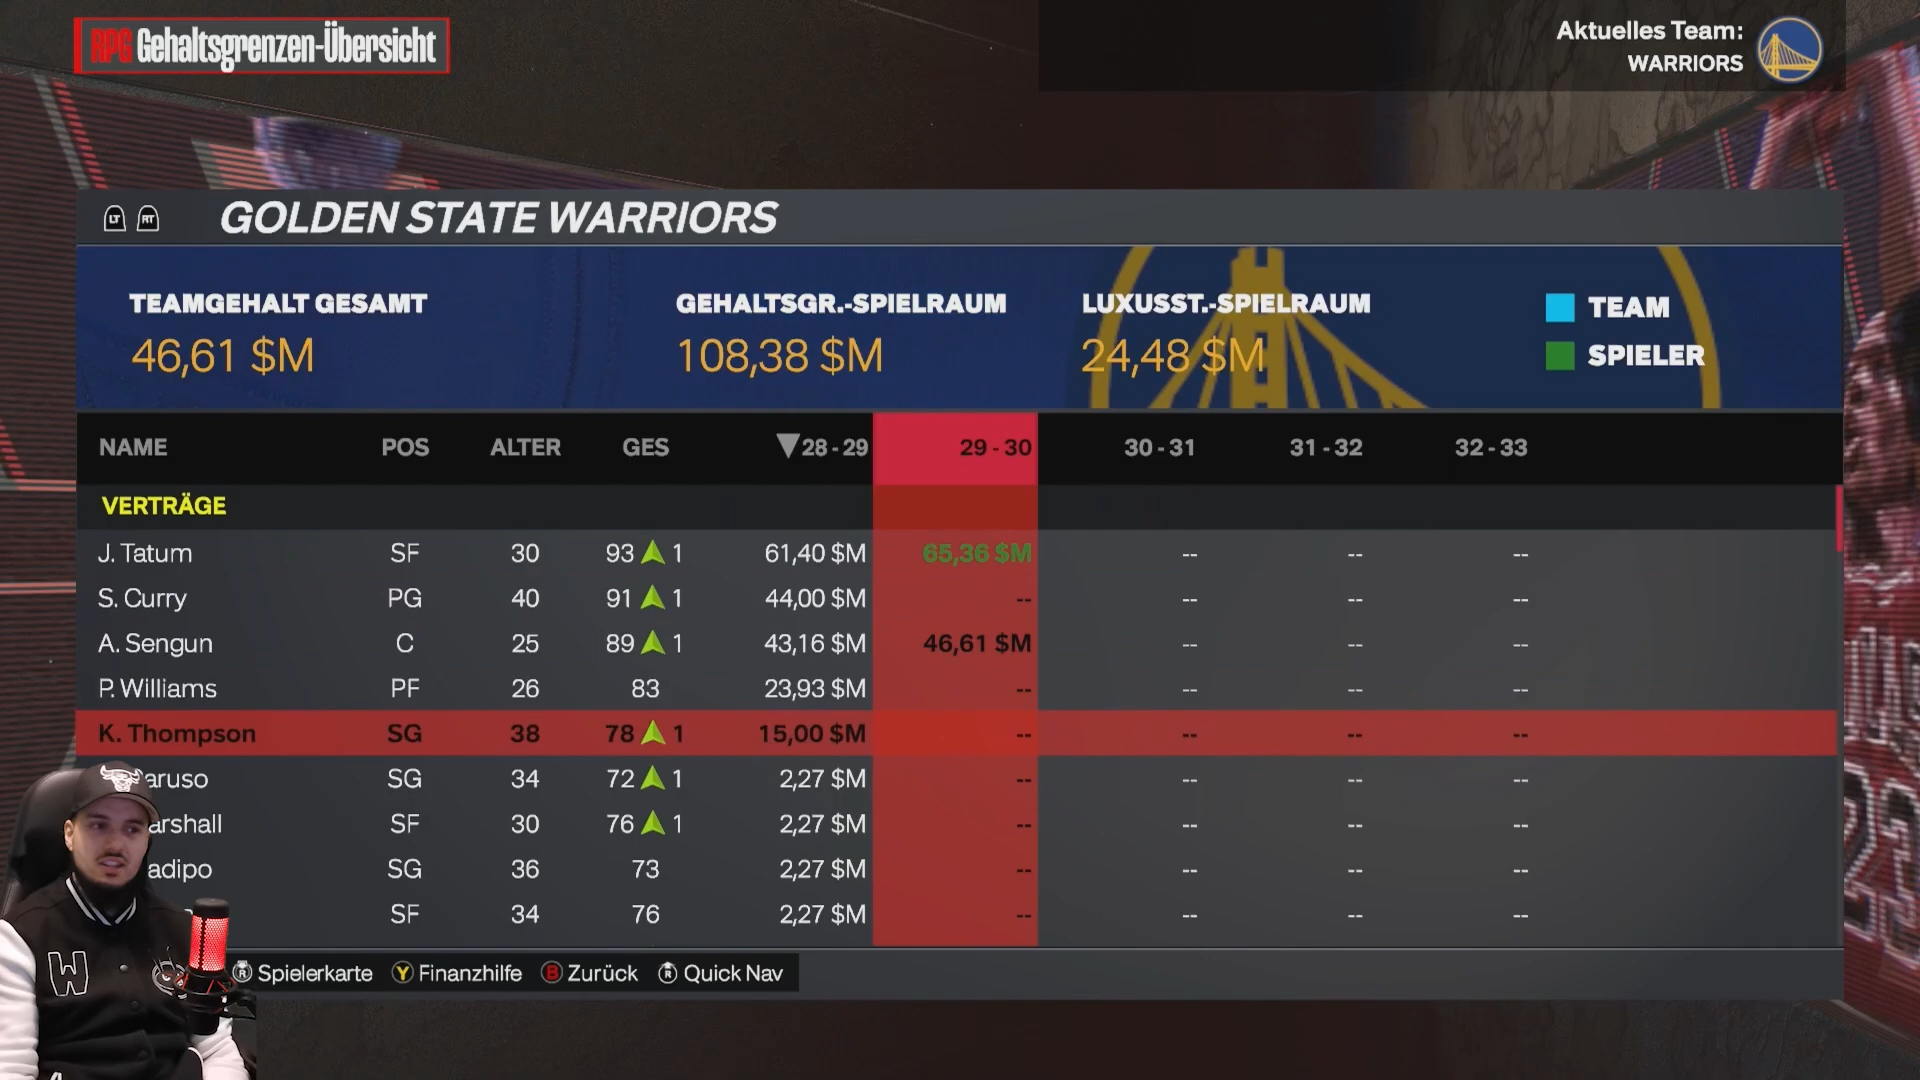 RPG Gehaltsgrenzen-Übersicht
Aktuelles Team:
WARRIORS
LT RT GOLDEN STATE WARRIORS
TEAMGEHALT GESAMT GEHALTSGR.-SPIELRAUM LUXUSST.-SPIELRAUM TEAM
46,61 $M 108,38 $M 24,48 $M SPIELER
NAME POS ALTER GES 28 - 29 29 - 30 30 - 31 31 - 32 32 - 33
VERTRÄGE
J. Tatum SF 30 93 1 61,40 $M 65,36 $M -- -- --
S. Curry PG 40 91 1 44,00 $M -- -- -- --
A. Sengun C 25 89 1 43,16 $M 46,61 $M -- -- --
P. Williams PF 26 83 23,93 $M -- -- -- --
K. Thompson SG 38 78 1 15,00 $M -- -- -- --
aruso SG 34 72 1 2,27 $M -- -- -- --
arshall SF 30 76 1 2,27 $M -- -- -- --
adipo SG 36 73 2,27 $M -- -- -- --
SF 34 76 2,27 $M -- -- -- --
R Spielerkarte Y Finanzhilfe B Zurück R Quick Nav
W
23